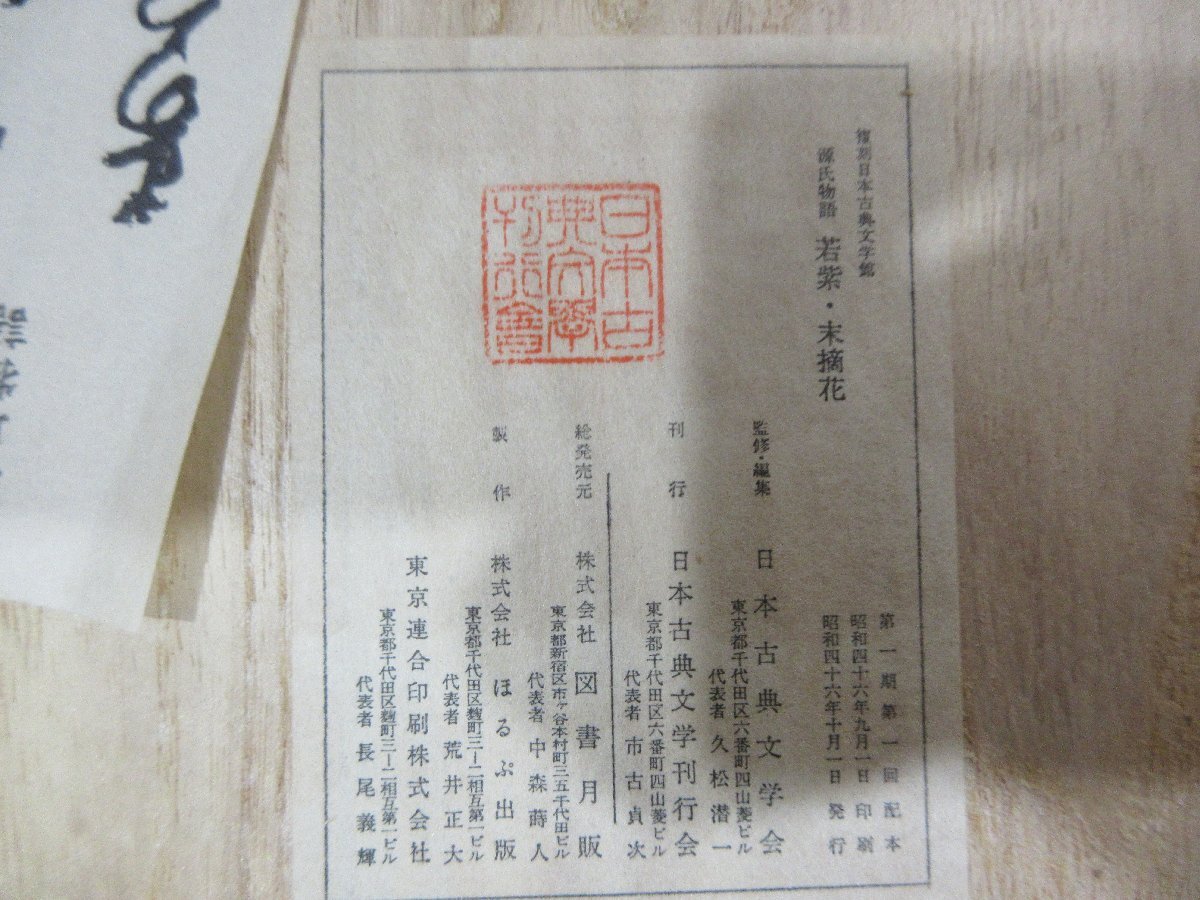 復刻日本古典文学館
源氏物語 若紫・末摘花
第一期第一回配本
昭和四十六年九月一日 印刷
昭和四十六年十月一日 発行
監修・編集 日本古典文学会
東京都千代田区六番町四山菱ビル
代表者 久松潜一
刊行 日本古典文学刊行会
東京都千代田区六番町四山菱ビル
代表者 市古貞次
総発売元 株式会社 図書月販
東京都新宿区市ヶ谷本村町三五千代田ビル
代表者 中森蒔人
製作 株式会社 ほるぷ出版
東京都千代田区麹町三ー二相互第一ビル
代表者 荒井正大
東京連合印刷株式会社
東京都千代田区麹町三ー二相互第一ビル
代表者 長尾義輝
日本古
典文學
刊行會